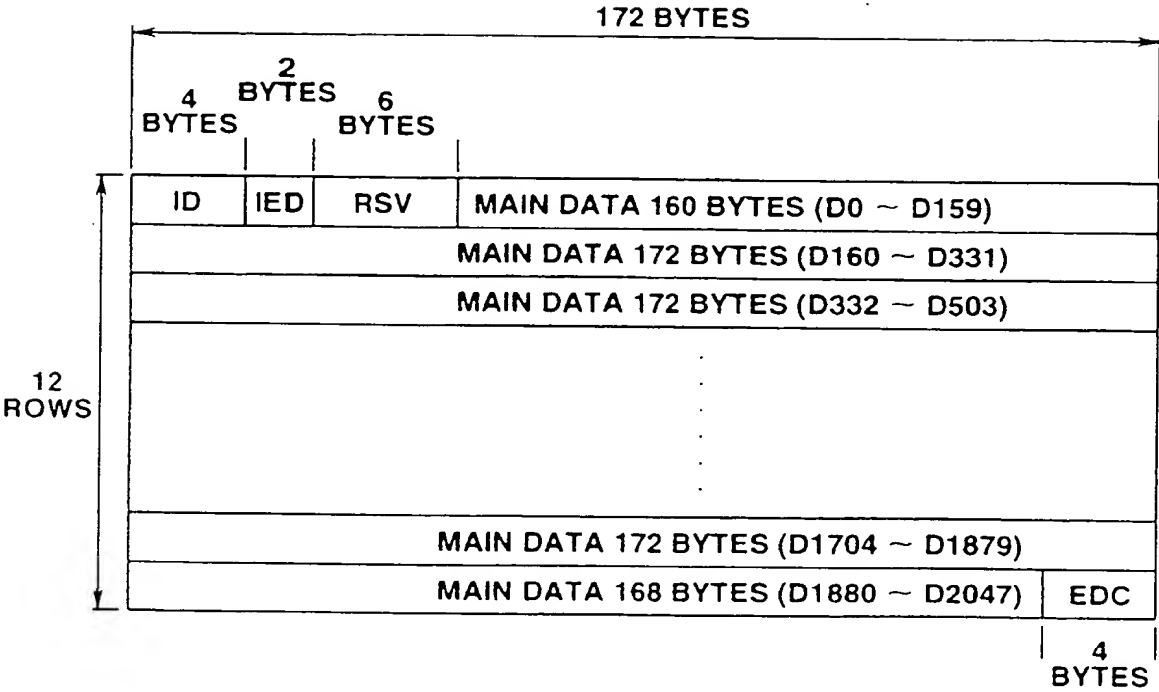 172 BYTES
4
BYTES
2
BYTES
6
BYTES
ID IED RSV MAIN DATA 160 BYTES (D0 ∼ D159)
MAIN DATA 172 BYTES (D160 ∼ D331)
MAIN DATA 172 BYTES (D332 ∼ D503)
12
ROWS
MAIN DATA 172 BYTES (D1704 ∼ D1879)
MAIN DATA 168 BYTES (D1880 ∼ D2047) EDC
4
BYTES